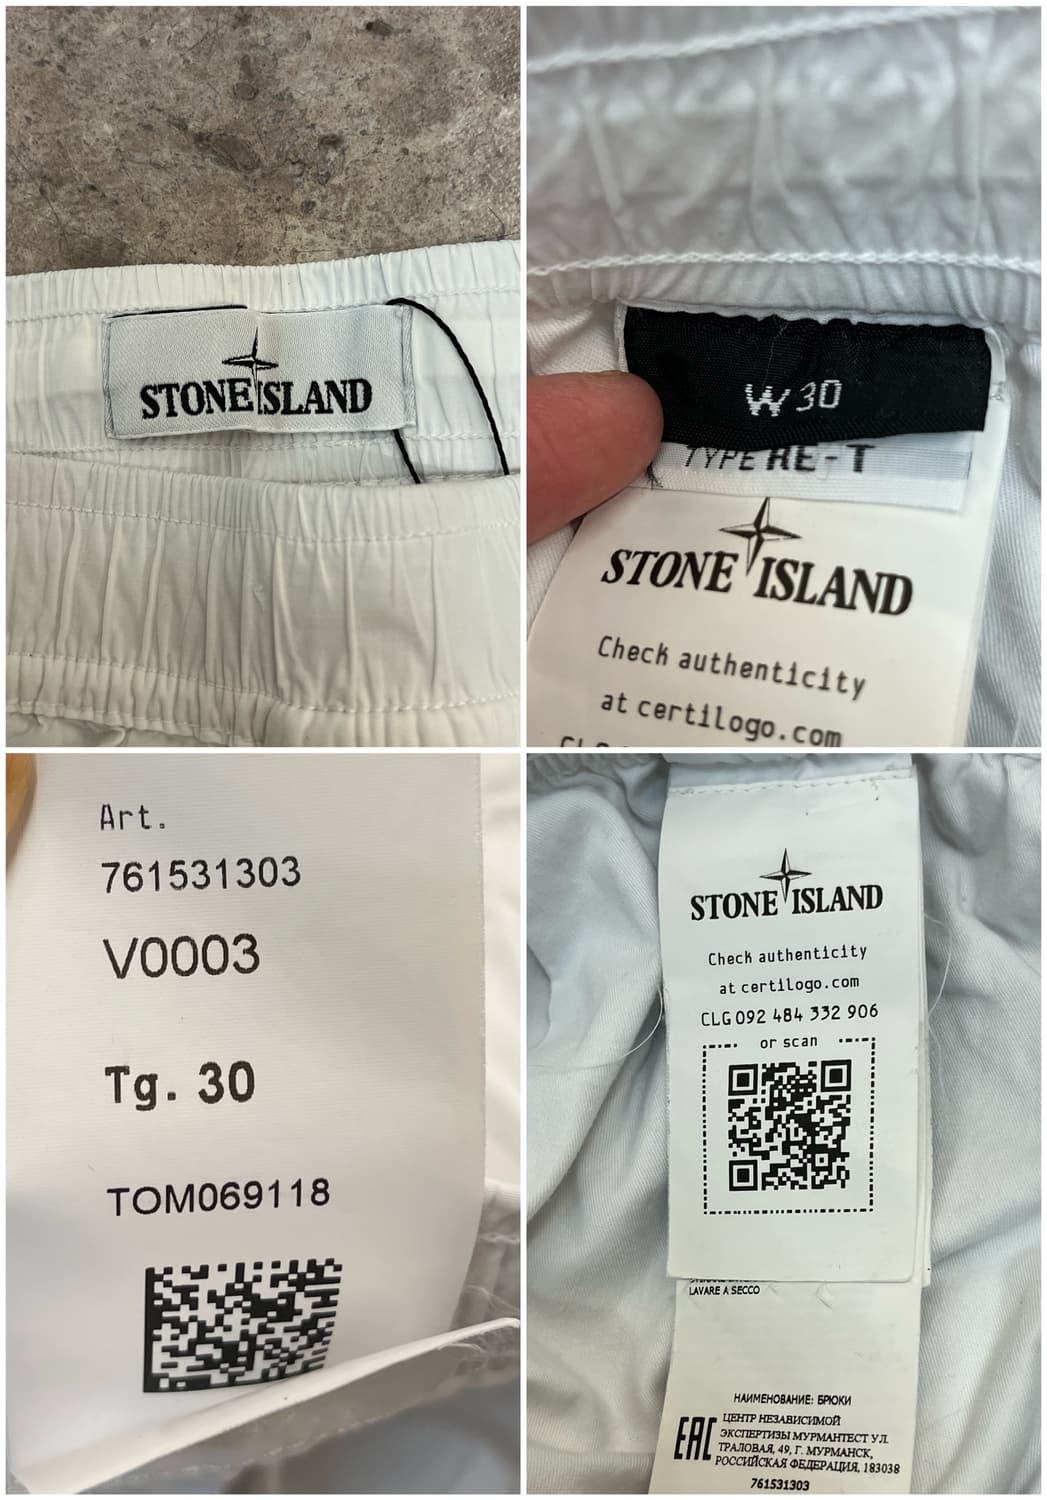 STONE ISLAND
W 30
TYPE RE-T
STONE ISLAND
Check authenticity
at certilogo.com
Art.
761531303
V0003
Tg. 30
TOM069118
STONE ISLAND
Check authenticity
at certilogo.com
CLG 092 484 332 906
or scan
LAVARE A SECCO
НАИМЕНОВАНИЕ: БРЮКИ
EAC
ЦЕНТР НЕЗАВИСИМОЙ
ЭКСПЕРТИЗЫ МУРМАНТЕСТ УЛ.
ТРАЛОВАЯ, 49, Г. МУРМАНСК,
РОССИЙСКАЯ ФЕДЕРАЦИЯ, 183038
761531303